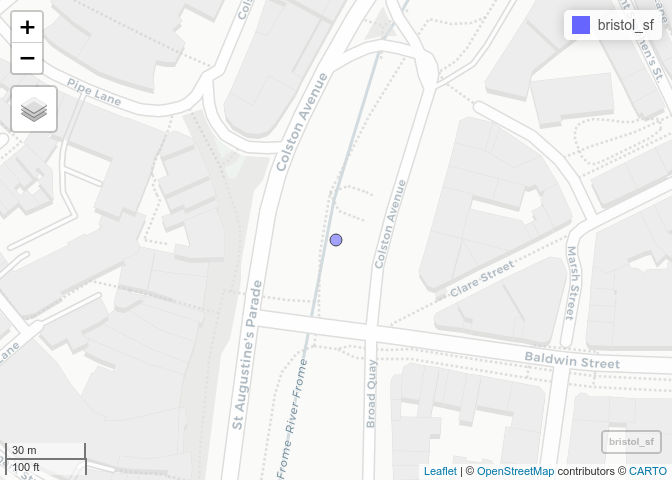 +
−
bristol_sf
Pipe Lane
Colston Avenue
Colston Avenue
Clare Street
Marsh Street
Baldwin Street
St Augustine's Parade
Broad Quay
Frome-River-Frome
Lane
bristol_sf
30 m
100 ft
Leaflet | © OpenStreetMap contributors © CARTO